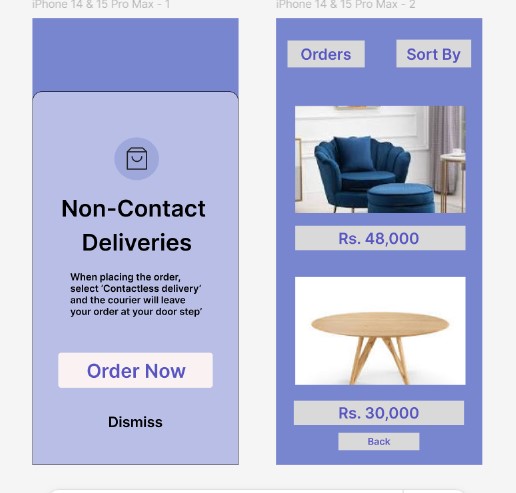 iPhone 14 & 15 Pro Max - 1
Non-Contact
Deliveries
When placing the order,
select ‘Contactless delivery’
and the courier will leave
your order at your door step’
Order Now
Dismiss
iPhone 14 & 15 Pro Max - 2
Orders
Sort By
Rs. 48,000
Rs. 30,000
Back